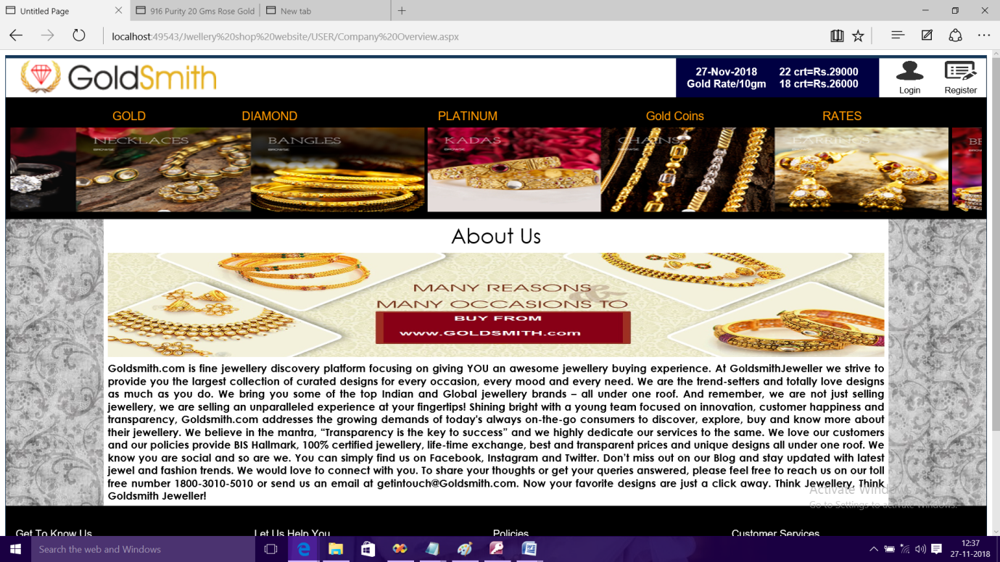 Untitled Page
916 Purity 20 Gms Rose Gold
New tab
localhost:49543/Jwellery%20shop%20website/USER/Company%20Overview.aspx
GoldSmith
27-Nov-2018 22 crt=Rs.29000
Gold Rate/10gm 18 crt=Rs.26000
Login
Register
GOLD DIAMOND PLATINUM Gold Coins RATES
NECKLACES BANGLES KADAS CHAINS EARRINGS BE
BROWSE BROWSE BROWSE BROWSE BROWSE
About Us
MANY REASONS
&
MANY OCCASIONS TO
BUY FROM
www.GOLDSMITH.com
Goldsmith.com is fine jewellery discovery platform focusing on giving YOU an awesome jewellery buying experience. At GoldsmithJeweller we strive to
provide you the largest collection of curated designs for every occasion, every mood and every need. We are the trend-setters and totally love designs
as much as you do. We bring you some of the top Indian and Global jewellery brands – all under one roof. And remember, we are not just selling
jewellery, we are selling an unparalleled experience at your fingertips! Shining bright with a young team focused on innovation, customer happiness and
transparency, Goldsmith.com addresses the growing demands of today's always on-the-go consumers to discover, explore, buy and know more about
their jewellery. We believe in the mantra, “Transparency is the key to success” and we highly dedicate our services to the same. We love our customers
and our policies provide BIS Hallmark, 100% certified jewellery, life-time exchange, best and transparent prices and unique designs all under one roof. We
know you are social and so are we. You can simply find us on Facebook, Instagram and Twitter. Don’t miss out on our Blog and stay updated with latest
jewel and fashion trends. We would love to connect with you. To share your thoughts or get your queries answered, please feel free to reach us on our toll
free number 1800-3010-5010 or send us an email at getintouch@Goldsmith.com. Now your favorite designs are just a click away. Think Jewellery, Think
Goldsmith Jeweller!
Activate Windows
Go to Settings to activate Windows.
Get To Know Us Let Us Help You Policies Customer Services
Search the web and Windows
12:37
27-11-2018